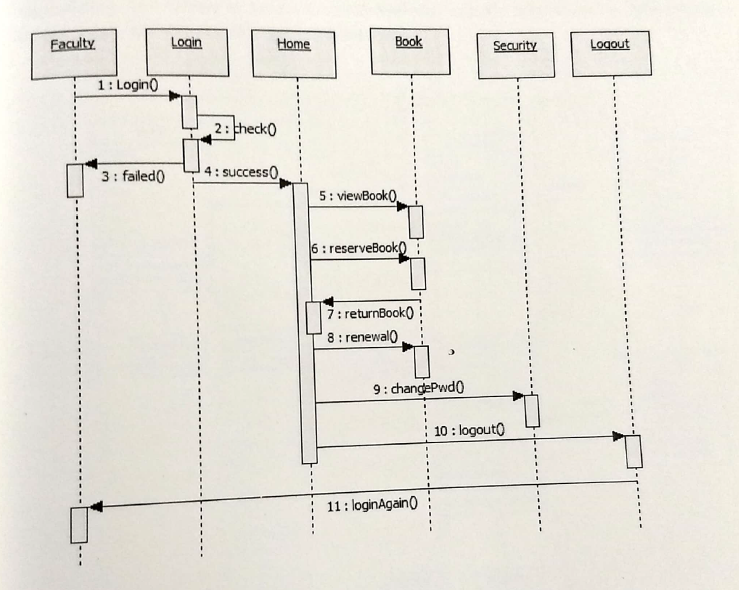 Faculty
Login
Home
Book
Security
Logout
1 : Login()
2 : check()
3 : failed()
4 : success()
5 : viewBook()
6 : reserveBook()
7 : returnBook()
8 : renewal()
9 : changePwd()
10 : logout()
11 : loginAgain()